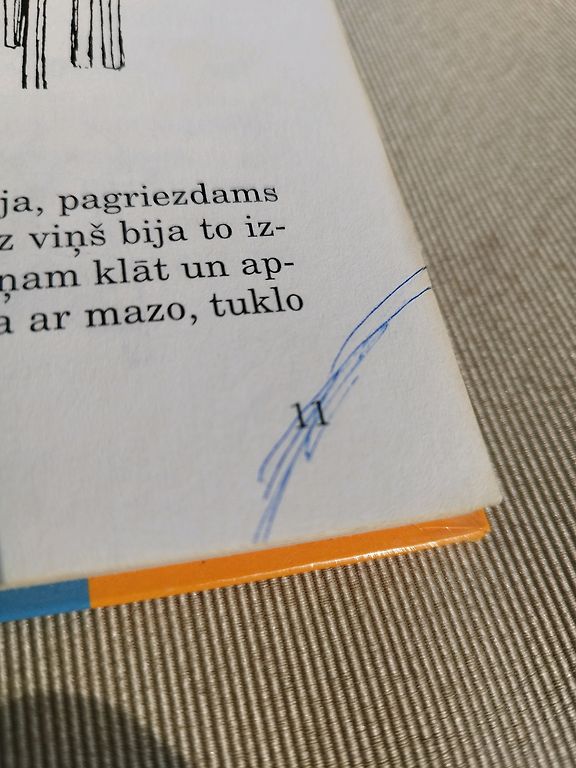 ja, pagriezdams
z viņš bija to iz-
ņam klāt un ap-
a ar mazo, tuklo
11